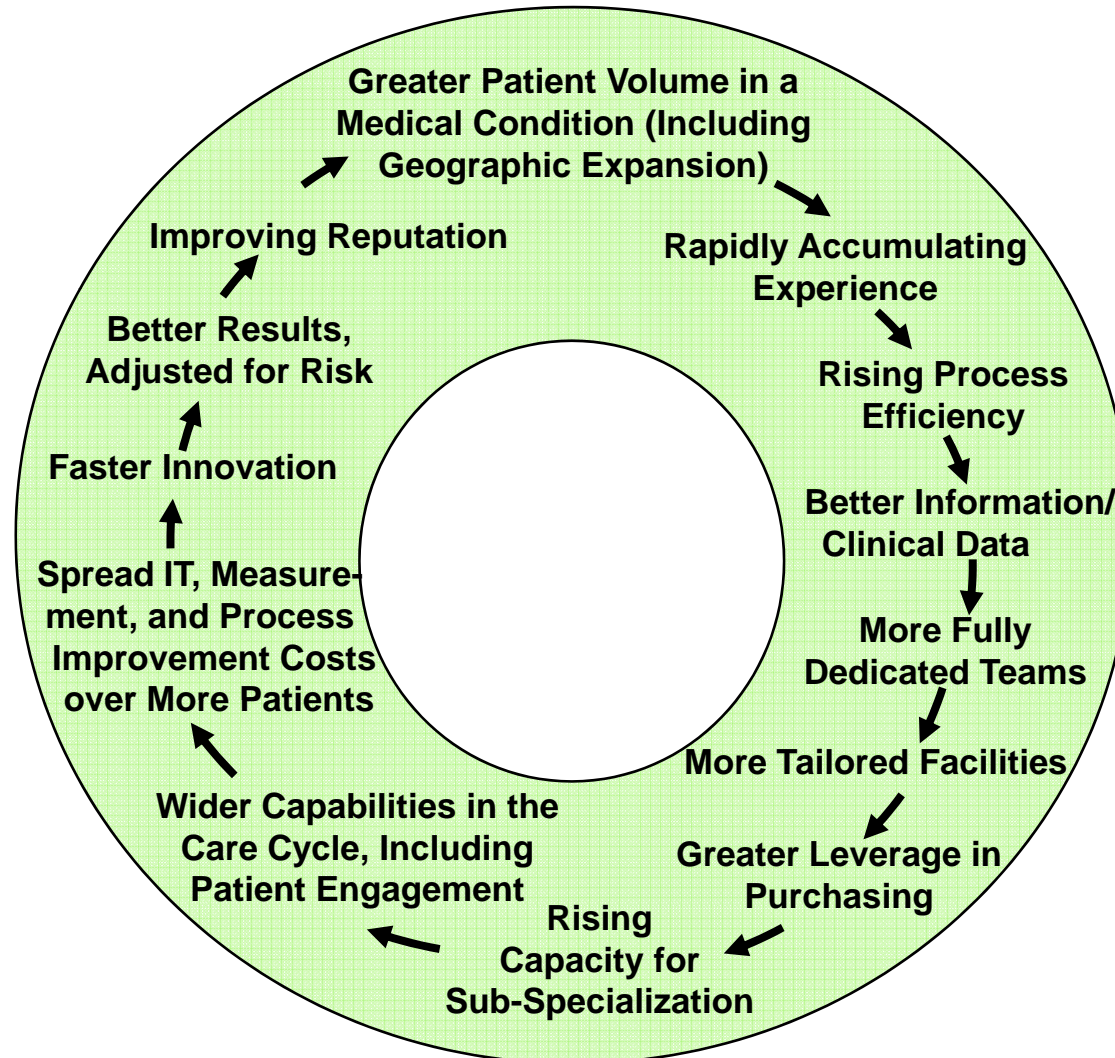 Greater Patient Volume in a
Medical Condition (Including
Geographic Expansion)
Rapidly Accumulating
Experience
Rising Process
Efficiency
Better Information/
Clinical Data
More Fully
Dedicated Teams
More Tailored Facilities
Greater Leverage in
Purchasing
Rising
Capacity for
Sub-Specialization
Wider Capabilities in the
Care Cycle, Including
Patient Engagement
Spread IT, Measure-
ment, and Process
Improvement Costs
over More Patients
Faster Innovation
Better Results,
Adjusted for Risk
Improving Reputation